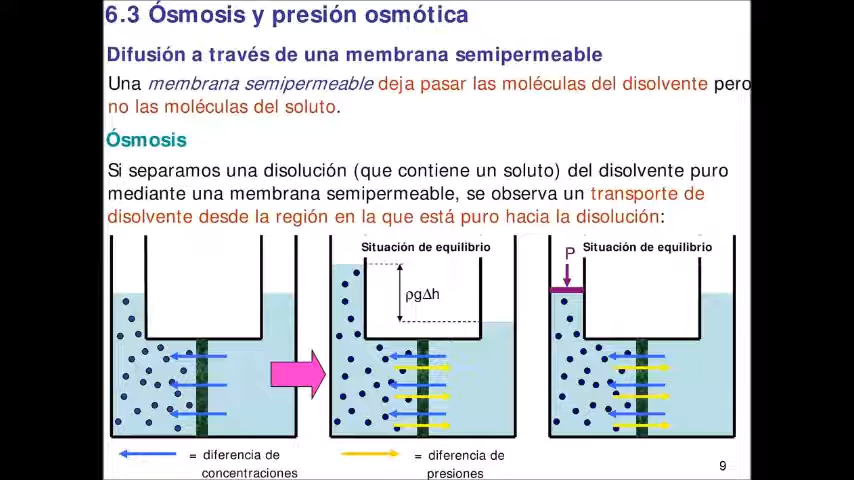 6.3 Ósmosis y presión osmótica
Difusión a través de una membrana semipermeable
Una membrana semipermeable deja pasar las moléculas del disolvente pero
no las moléculas del soluto.
Ósmosis
Si separamos una disolución (que contiene un soluto) del disolvente puro
mediante una membrana semipermeable, se observa un transporte de
disolvente desde la región en la que está puro hacia la disolución:
Situación de equilibrio
ρgΔh
P
Situación de equilibrio
= diferencia de
concentraciones
= diferencia de
presiones
9